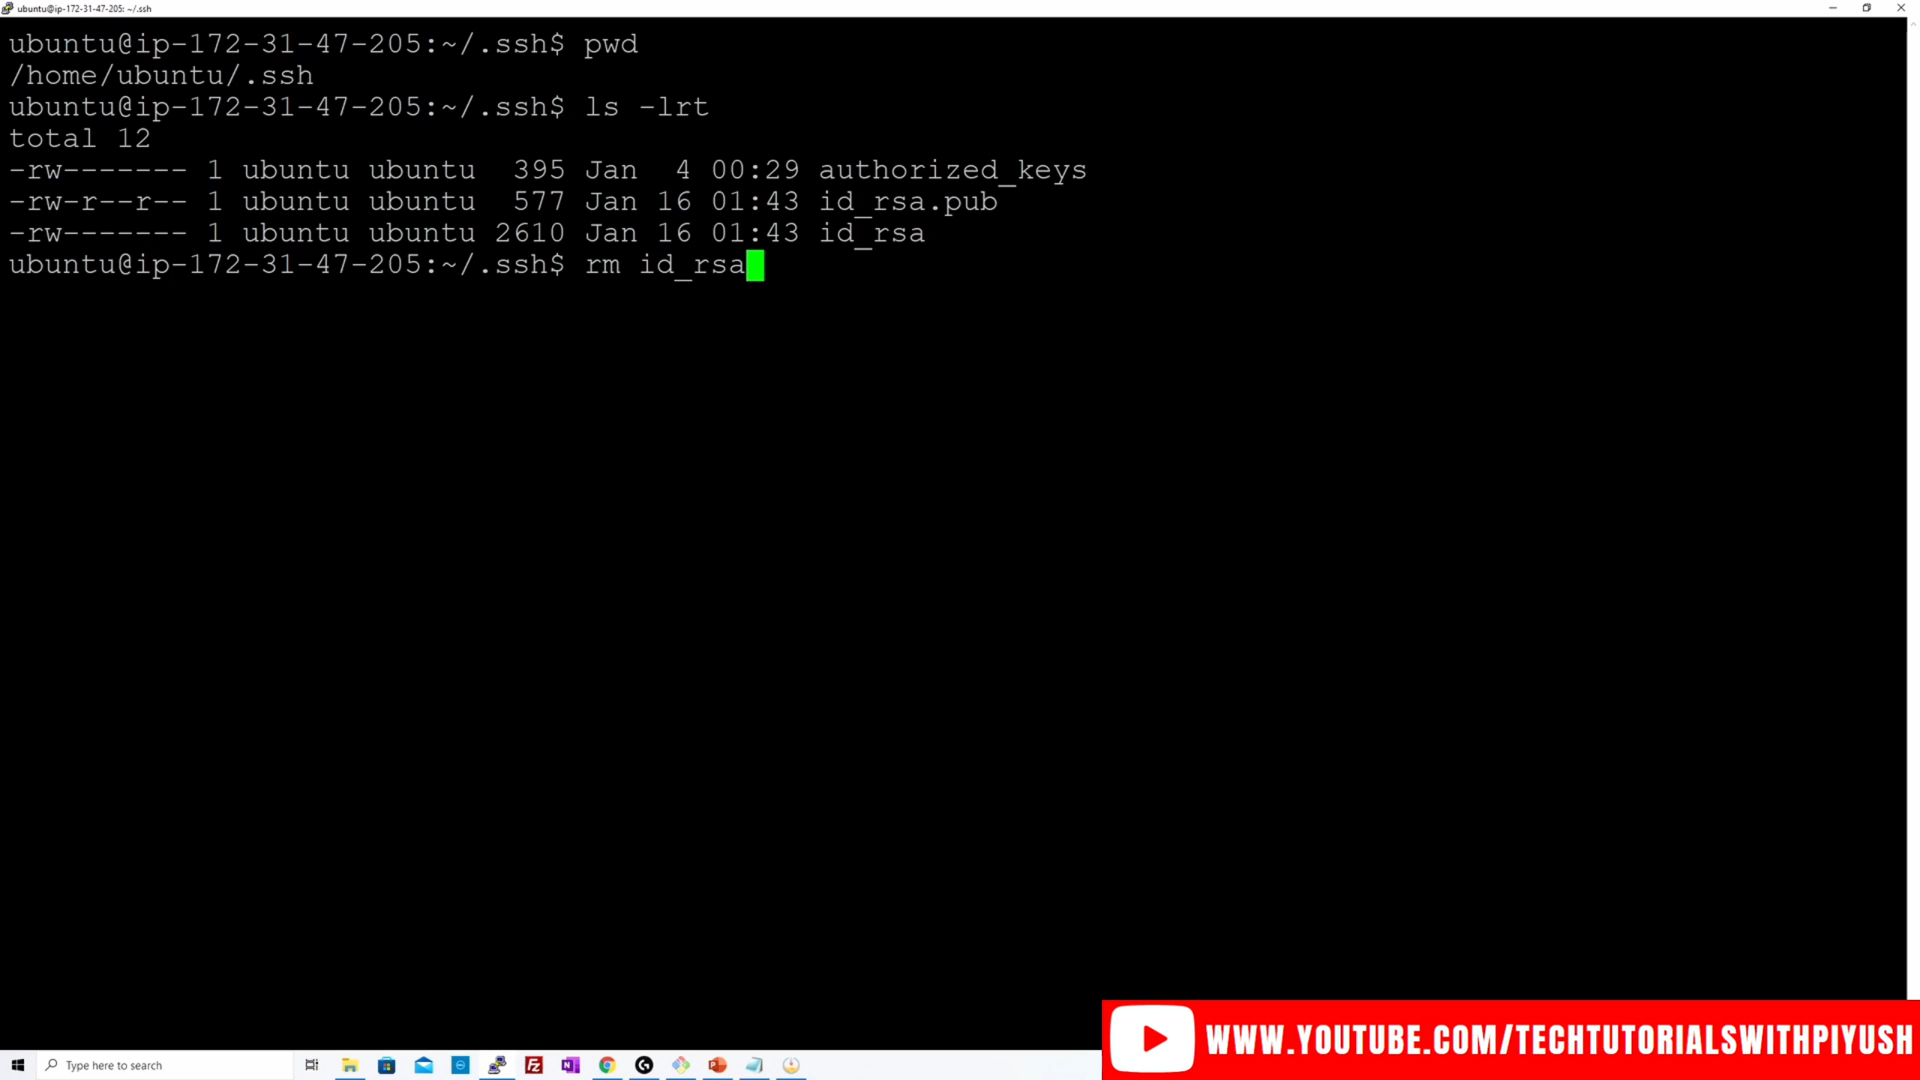 ubuntu@ip-172-31-47-205: ~/.ssh
ubuntu@ip-172-31-47-205:~/.ssh$ pwd
/home/ubuntu/.ssh
ubuntu@ip-172-31-47-205:~/.ssh$ ls -lrt
total 12
-rw------- 1 ubuntu ubuntu  395 Jan  4 00:29 authorized_keys
-rw-r--r-- 1 ubuntu ubuntu  577 Jan 16 01:43 id_rsa.pub
-rw------- 1 ubuntu ubuntu 2610 Jan 16 01:43 id_rsa
ubuntu@ip-172-31-47-205:~/.ssh$ rm id_rsa
WWW.YOUTUBE.COM/TECHTUTORIALSWITHPIYUSH
Type here to search